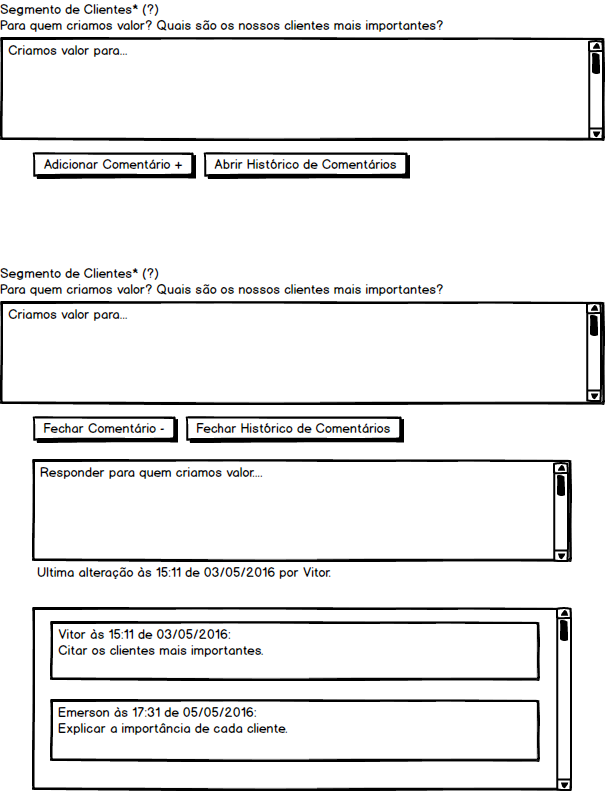 Segmento de Clientes* (?)
Para quem criamos valor? Quais são os nossos clientes mais importantes?
Criamos valor para...
Adicionar Comentário +
Abrir Histórico de Comentários
Segmento de Clientes* (?)
Para quem criamos valor? Quais são os nossos clientes mais importantes?
Criamos valor para...
Fechar Comentário -
Fechar Histórico de Comentários
Responder para quem criamos valor....
Ultima alteração às 15:11 de 03/05/2016 por Vitor.
Vitor às 15:11 de 03/05/2016:
Citar os clientes mais importantes.
Emerson às 17:31 de 05/05/2016:
Explicar a importância de cada cliente.